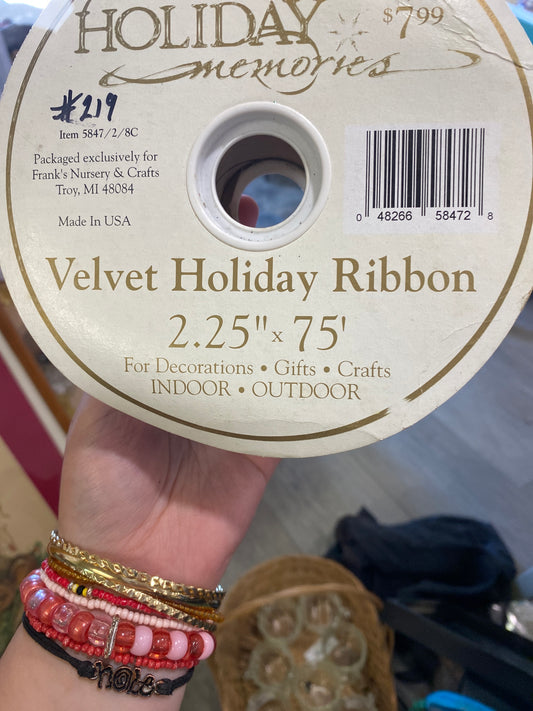 HOLIDAY
$7.99
memories
#219
Item 5847/2/8C
Packaged exclusively for
Frank's Nursery & Crafts
Troy, MI 48084
Made In USA
0 48266 58472 8
Velvet Holiday Ribbon
2.25" x 75'
For Decorations • Gifts • Crafts
INDOOR • OUTDOOR